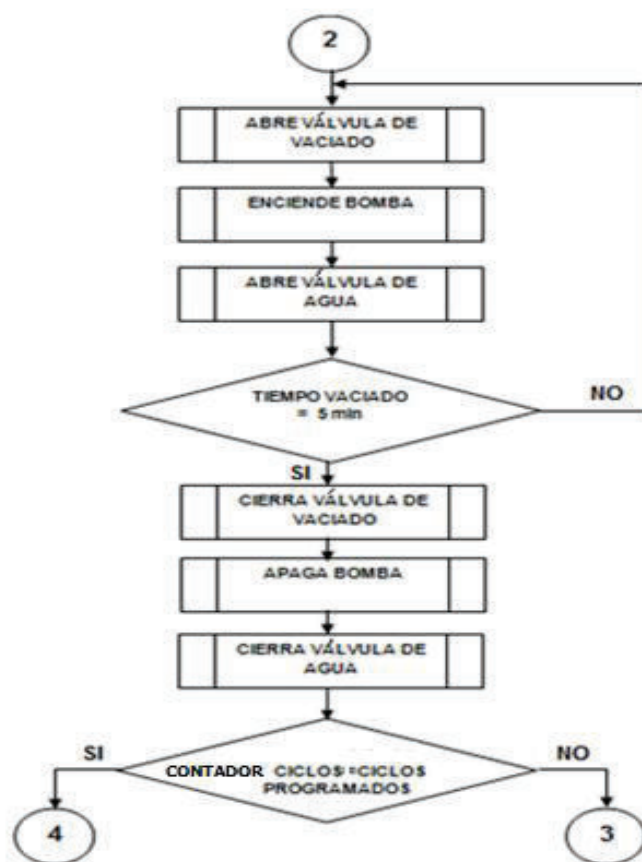 2
ABRE VÁLVULA DE
VACIADO
ENCIENDE BOMBA
ABRE VÁLVULA DE
AGUA
TIEMPO VACIADO
= 5 min
NO
SI
CIERRA VÁLVULA DE
VACIADO
APAGA BOMBA
CIERRA VÁLVULA DE
AGUA
SI
NO
CONTADOR CICLOS=CICLOS
PROGRAMADOS
4
3